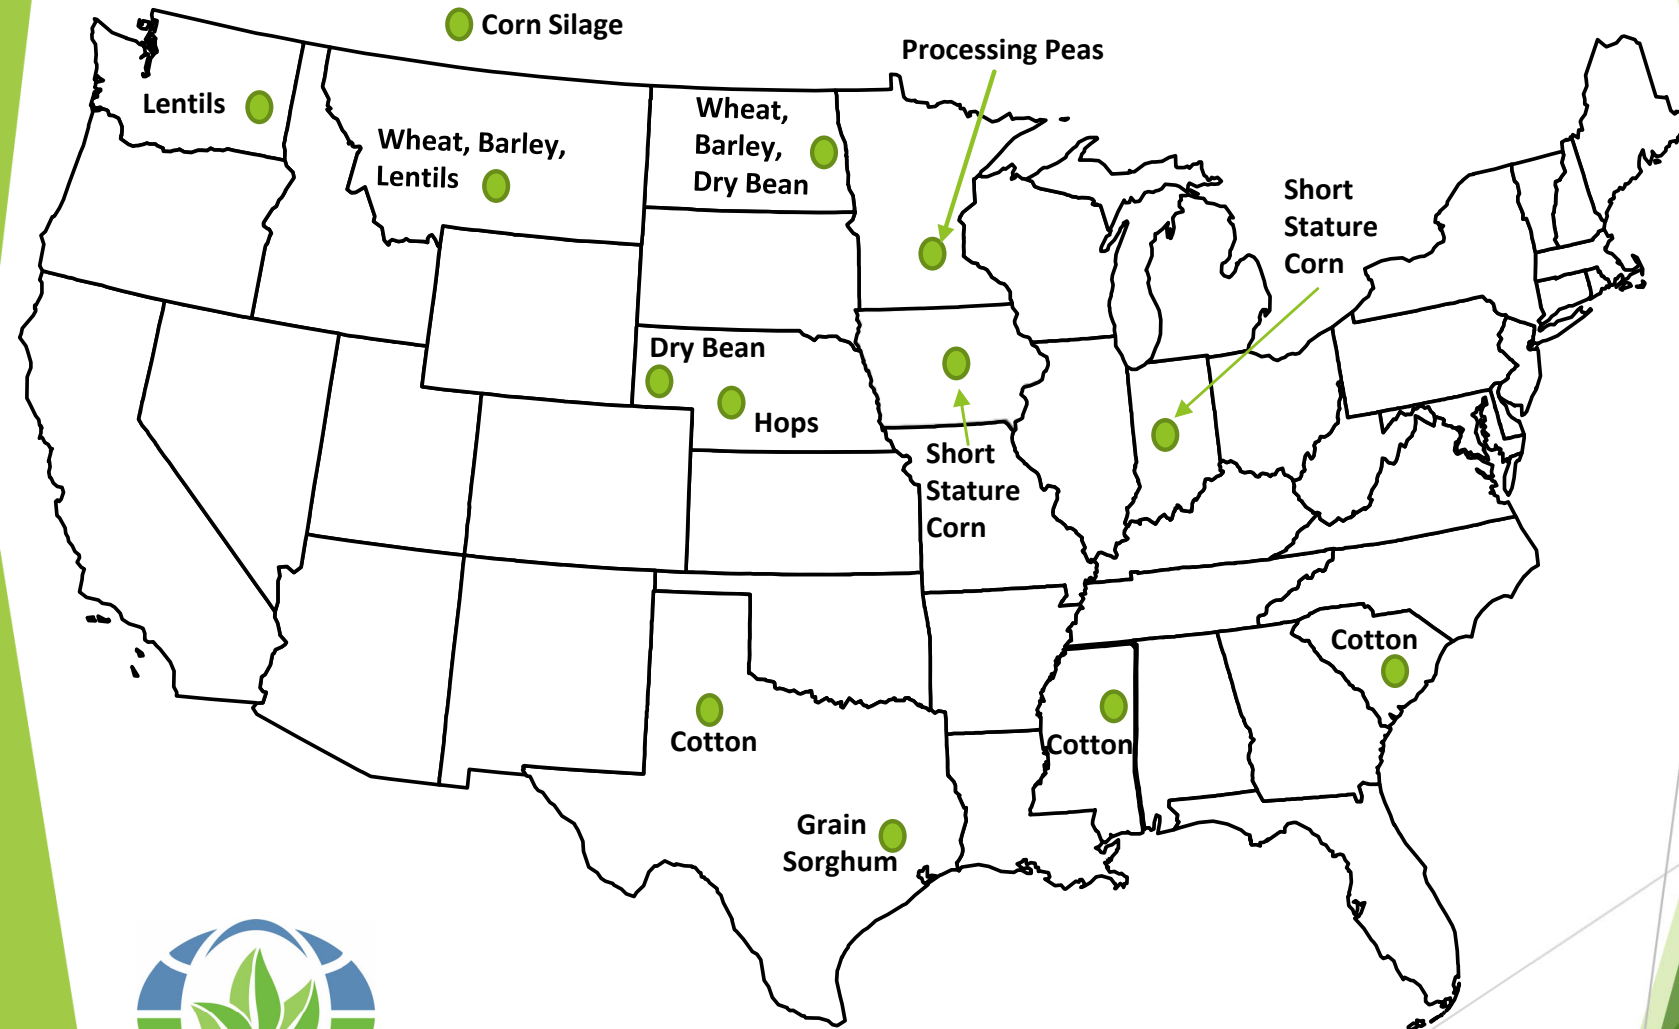 Corn Silage
Processing Peas
Lentils
Wheat, Barley,
Lentils
Wheat,
Barley,
Dry Bean
Short
Stature
Corn
Dry Bean
Hops
Short
Stature
Corn
Cotton
Cotton
Cotton
Grain
Sorghum